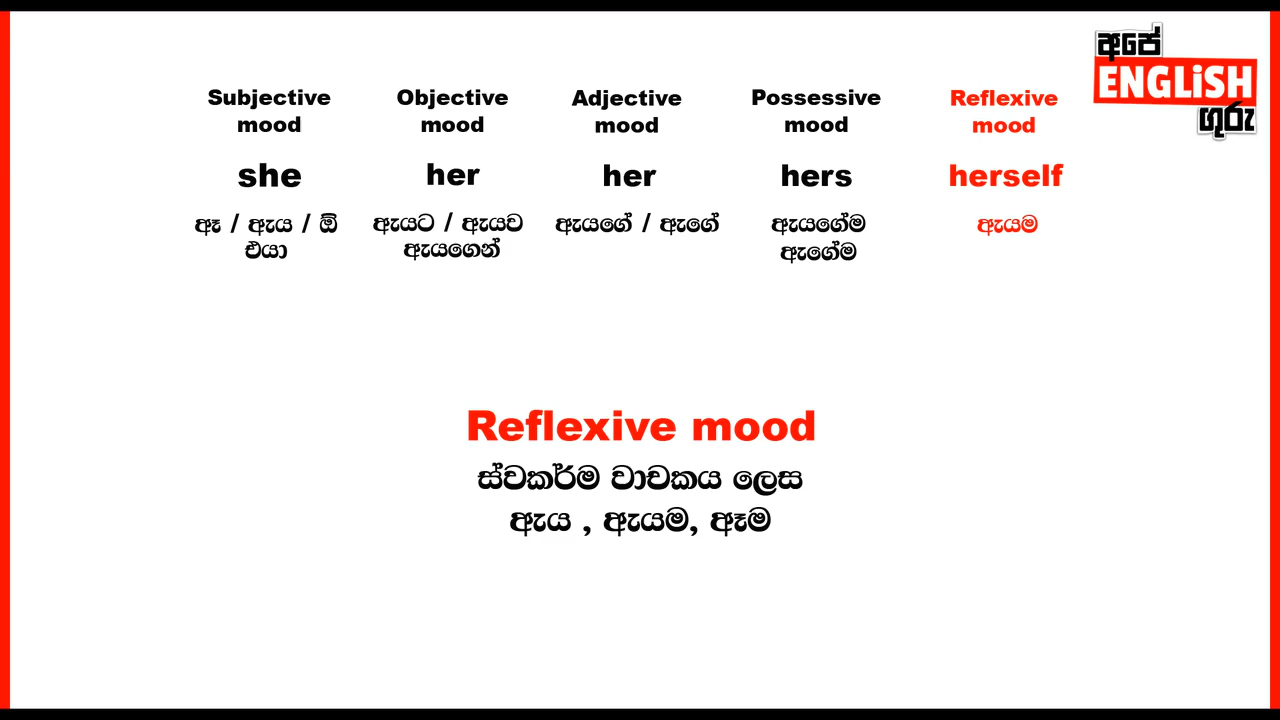 අපේ
ENGLiSH
ගුරු
Subjective mood
Objective mood
Adjective mood
Possessive mood
Reflexive mood
she
her
her
hers
herself
ඈ / ඇය / ඕ
එයා
ඇයට / ඇයව
ඇයගෙන්
ඇයගේ / ඇගේ
ඇයගේම
ඇගේම
ඇයම
Reflexive mood
ස්වකර්ම වාචකය ලෙස
ඇය , ඇයම, ඈම